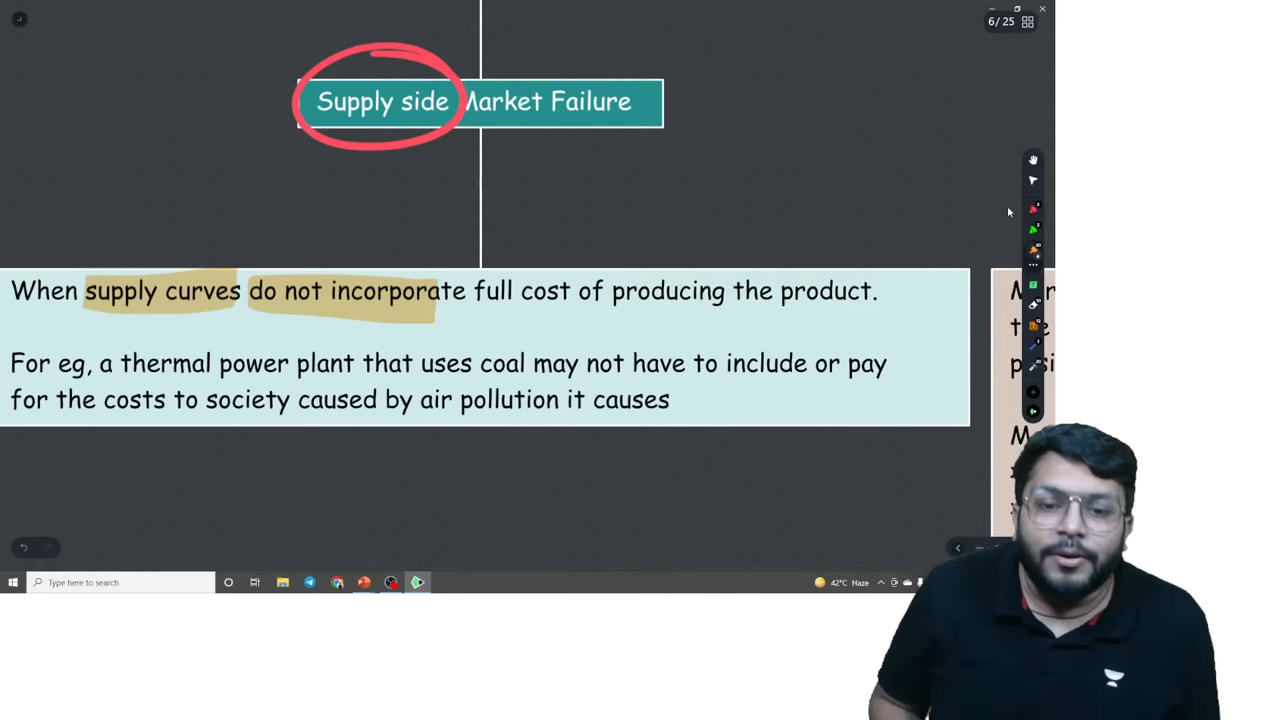 6/25
Supply side Market Failure
When supply curves do not incorporate full cost of producing the product.
For eg, a thermal power plant that uses coal may not have to include or pay
for the costs to society caused by air pollution it causes
Type here to search
42°C Haze